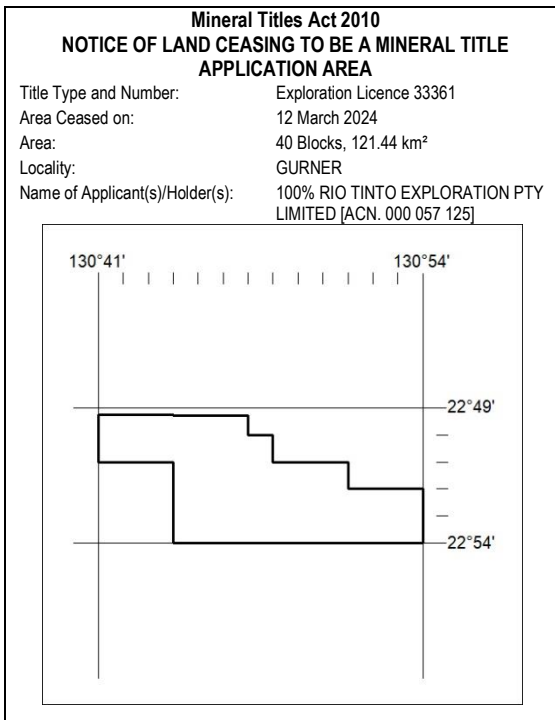 Mineral Titles Act 2010
NOTICE OF LAND CEASING TO BE A MINERAL TITLE
APPLICATION AREA
Title Type and Number: Exploration Licence 33361
Area Ceased on: 12 March 2024
Area: 40 Blocks, 121.44 km²
Locality: GURNER
Name of Applicant(s)/Holder(s): 100% RIO TINTO EXPLORATION PTY
LIMITED [ACN. 000 057 125]
130°41' 130°54'
22°49'
22°54'